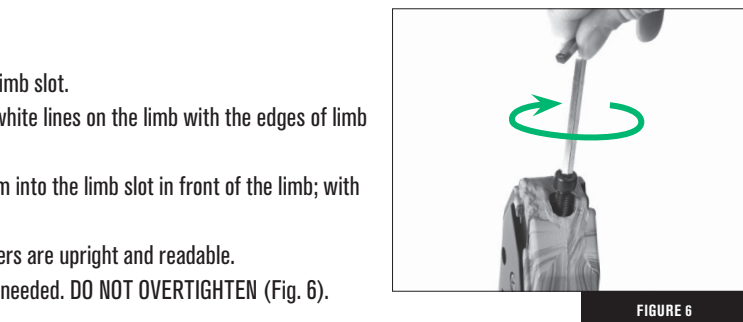 imb slot.
white lines on the limb with the edges of limb
m into the limb slot in front of the limb; with
ers are upright and readable.
needed. DO NOT OVERTIGHTEN (Fig. 6).
FIGURE 6